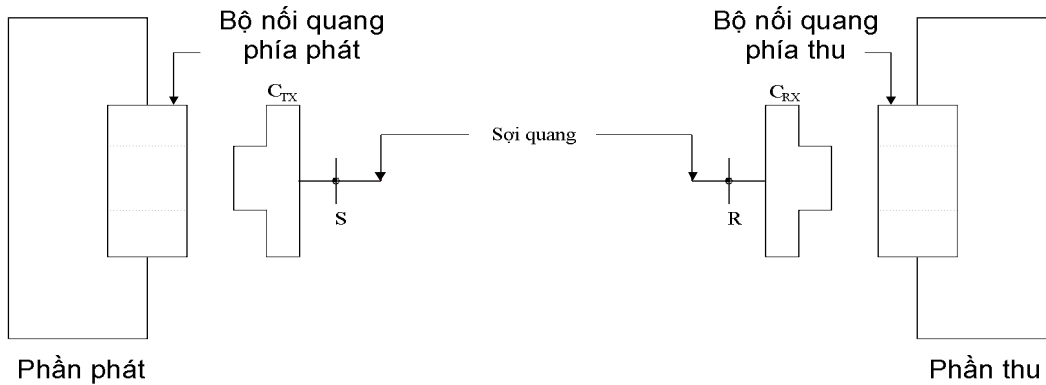 Bộ nối quang
phía phát
Bộ nối quang
phía thu
C_TX
C_RX
Sợi quang
S
R
Phần phát
Phần thu